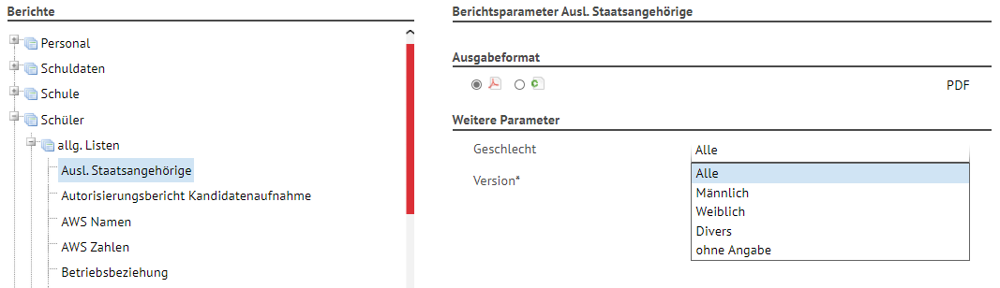 Berichte
Personal
Schuldaten
Schule
Schüler
allg. Listen
Ausl. Staatsangehörige
Autorisierungsbericht Kandidatenaufnahme
AWS Namen
AWS Zahlen
Betriebsbeziehung
Berichtsparameter Ausl. Staatsangehörige
Ausgabeformat
PDF
Weitere Parameter
Geschlecht Alle
Version*
Alle
Männlich
Weiblich
Divers
ohne Angabe